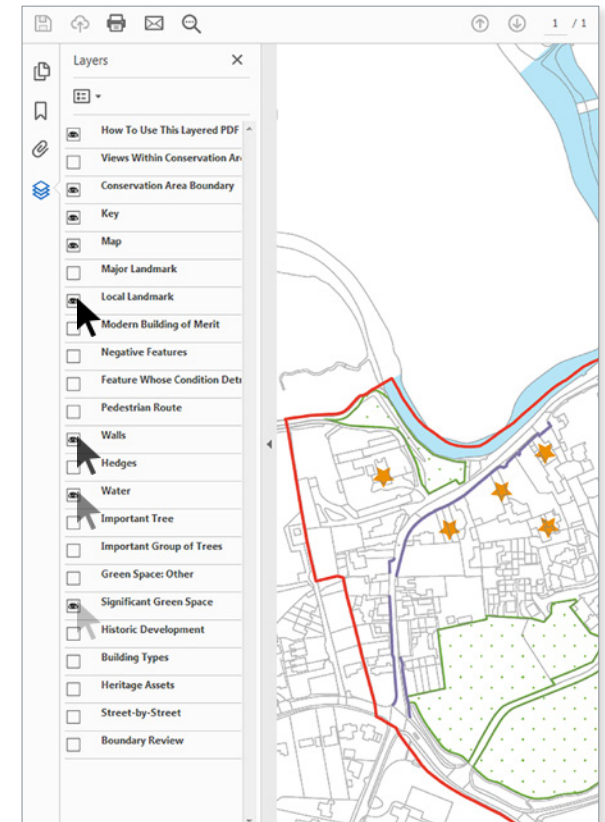 1 / 1
Layers
How To Use This Layered PDF
Views Within Conservation Are
Conservation Area Boundary
Key
Map
Major Landmark
Local Landmark
Modern Building of Merit
Negative Features
Feature Whose Condition Detr
Pedestrian Route
Walls
Hedges
Water
Important Tree
Important Group of Trees
Green Space: Other
Significant Green Space
Historic Development
Building Types
Heritage Assets
Street-by-Street
Boundary Review